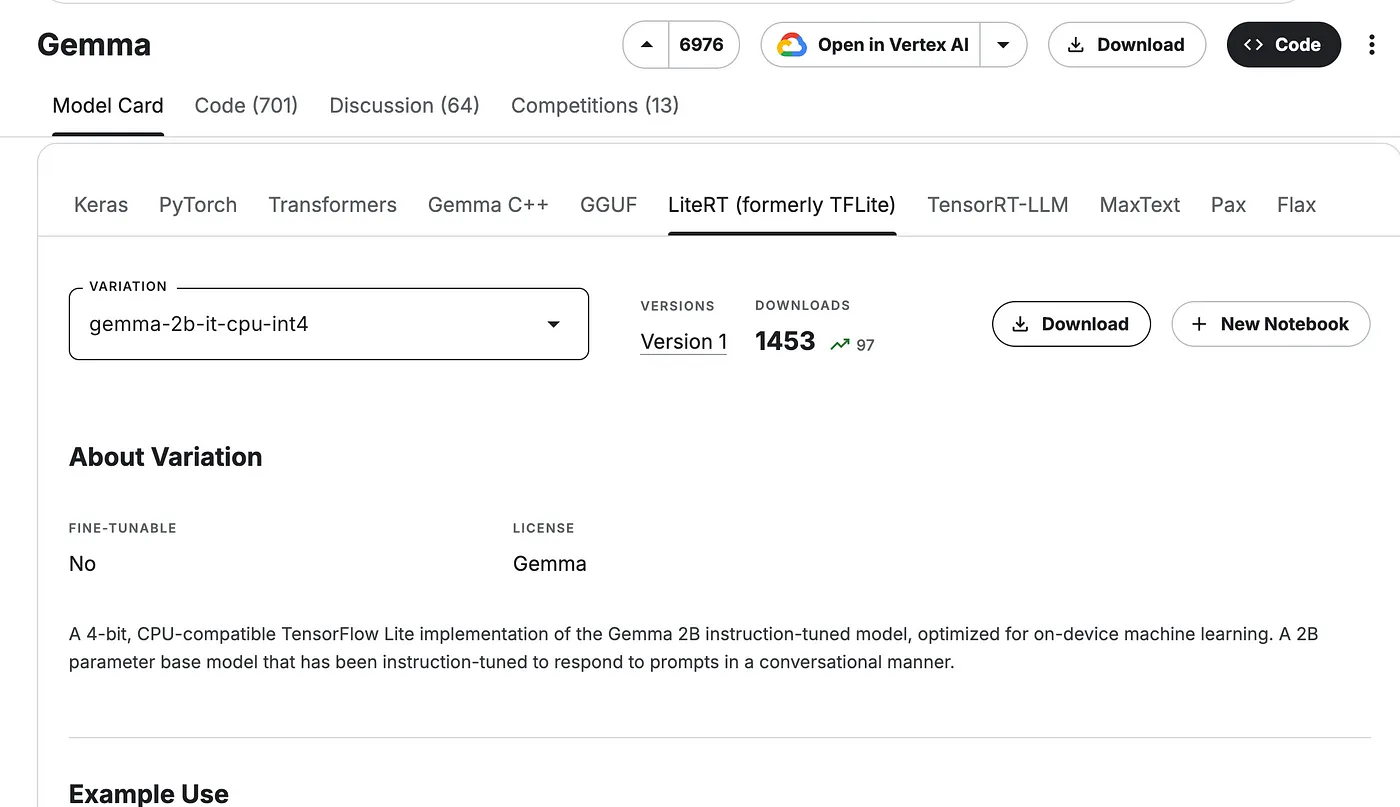 Gemma
6976
Open in Vertex AI
Download
Code
Model Card
Code (701)
Discussion (64)
Competitions (13)
Keras
PyTorch
Transformers
Gemma C++
GGUF
LiteRT (formerly TFLite)
TensorRT-LLM
MaxText
Pax
Flax
VARIATION
gemma-2b-it-cpu-int4
VERSIONS
Version 1
DOWNLOADS
1453
97
Download
New Notebook
About Variation
FINE-TUNABLE
No
LICENSE
Gemma
A 4-bit, CPU-compatible TensorFlow Lite implementation of the Gemma 2B instruction-tuned model, optimized for on-device machine learning. A 2B
parameter base model that has been instruction-tuned to respond to prompts in a conversational manner.
Example Use